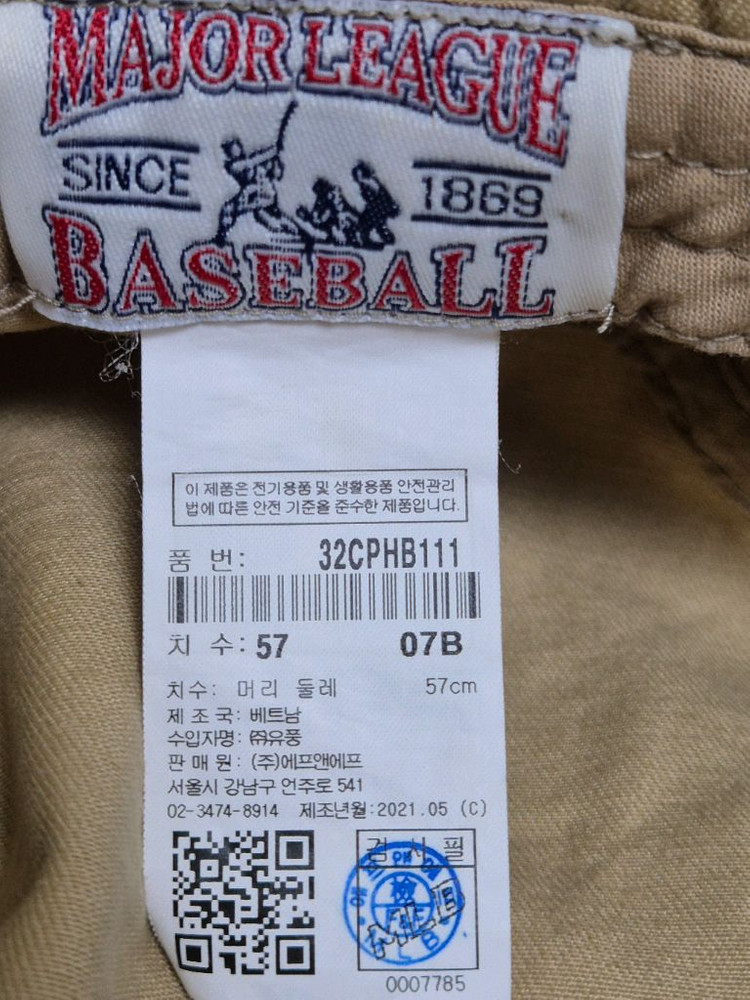 MAJOR LEAGUE
SINCE 1869
BASEBALL
이 제품은 전기용품 및 생활용품 안전관리
법에 따른 안전 기준을 준수한 제품입니다.
품 번: 32CPHB111
치 수: 57 07B
치수: 머리 둘레 57cm
제 조 국: 베트남
수입자명: ㈜유풍
판 매 원: (주)에프앤에프
서울시 강남구 언주로 541
02-3474-8914 제조년월:2021.05 (C)
검 사 필
檢
MLB
0007785